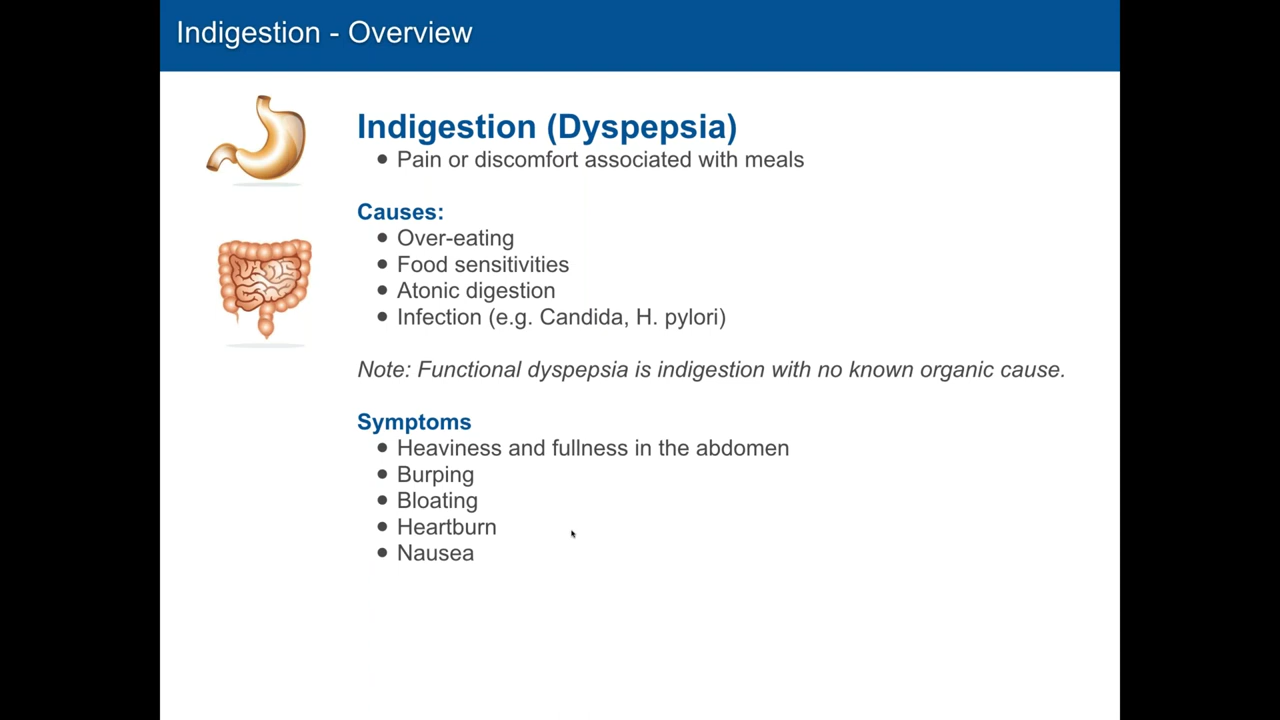 Indigestion - Overview
Indigestion (Dyspepsia)
• Pain or discomfort associated with meals
Causes:
• Over-eating
• Food sensitivities
• Atonic digestion
• Infection (e.g. Candida, H. pylori)
Note: Functional dyspepsia is indigestion with no known organic cause.
Symptoms
• Heaviness and fullness in the abdomen
• Burping
• Bloating
• Heartburn
• Nausea